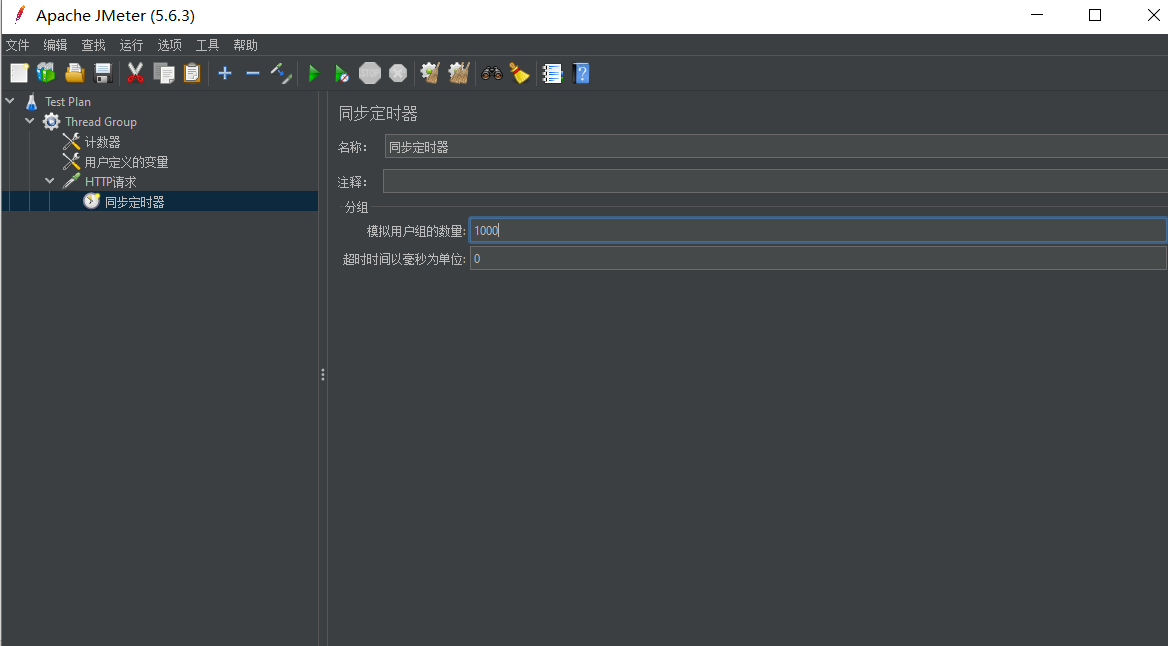 Apache JMeter (5.6.3)
文件 编辑 查找 运行 选项 工具 帮助
STOP
Test Plan
Thread Group
计数器
用户定义的变量
HTTP请求
同步定时器
同步定时器
名称： 同步定时器
注释：
分组
模拟用户组的数量: 1000
超时时间以毫秒为单位: 0